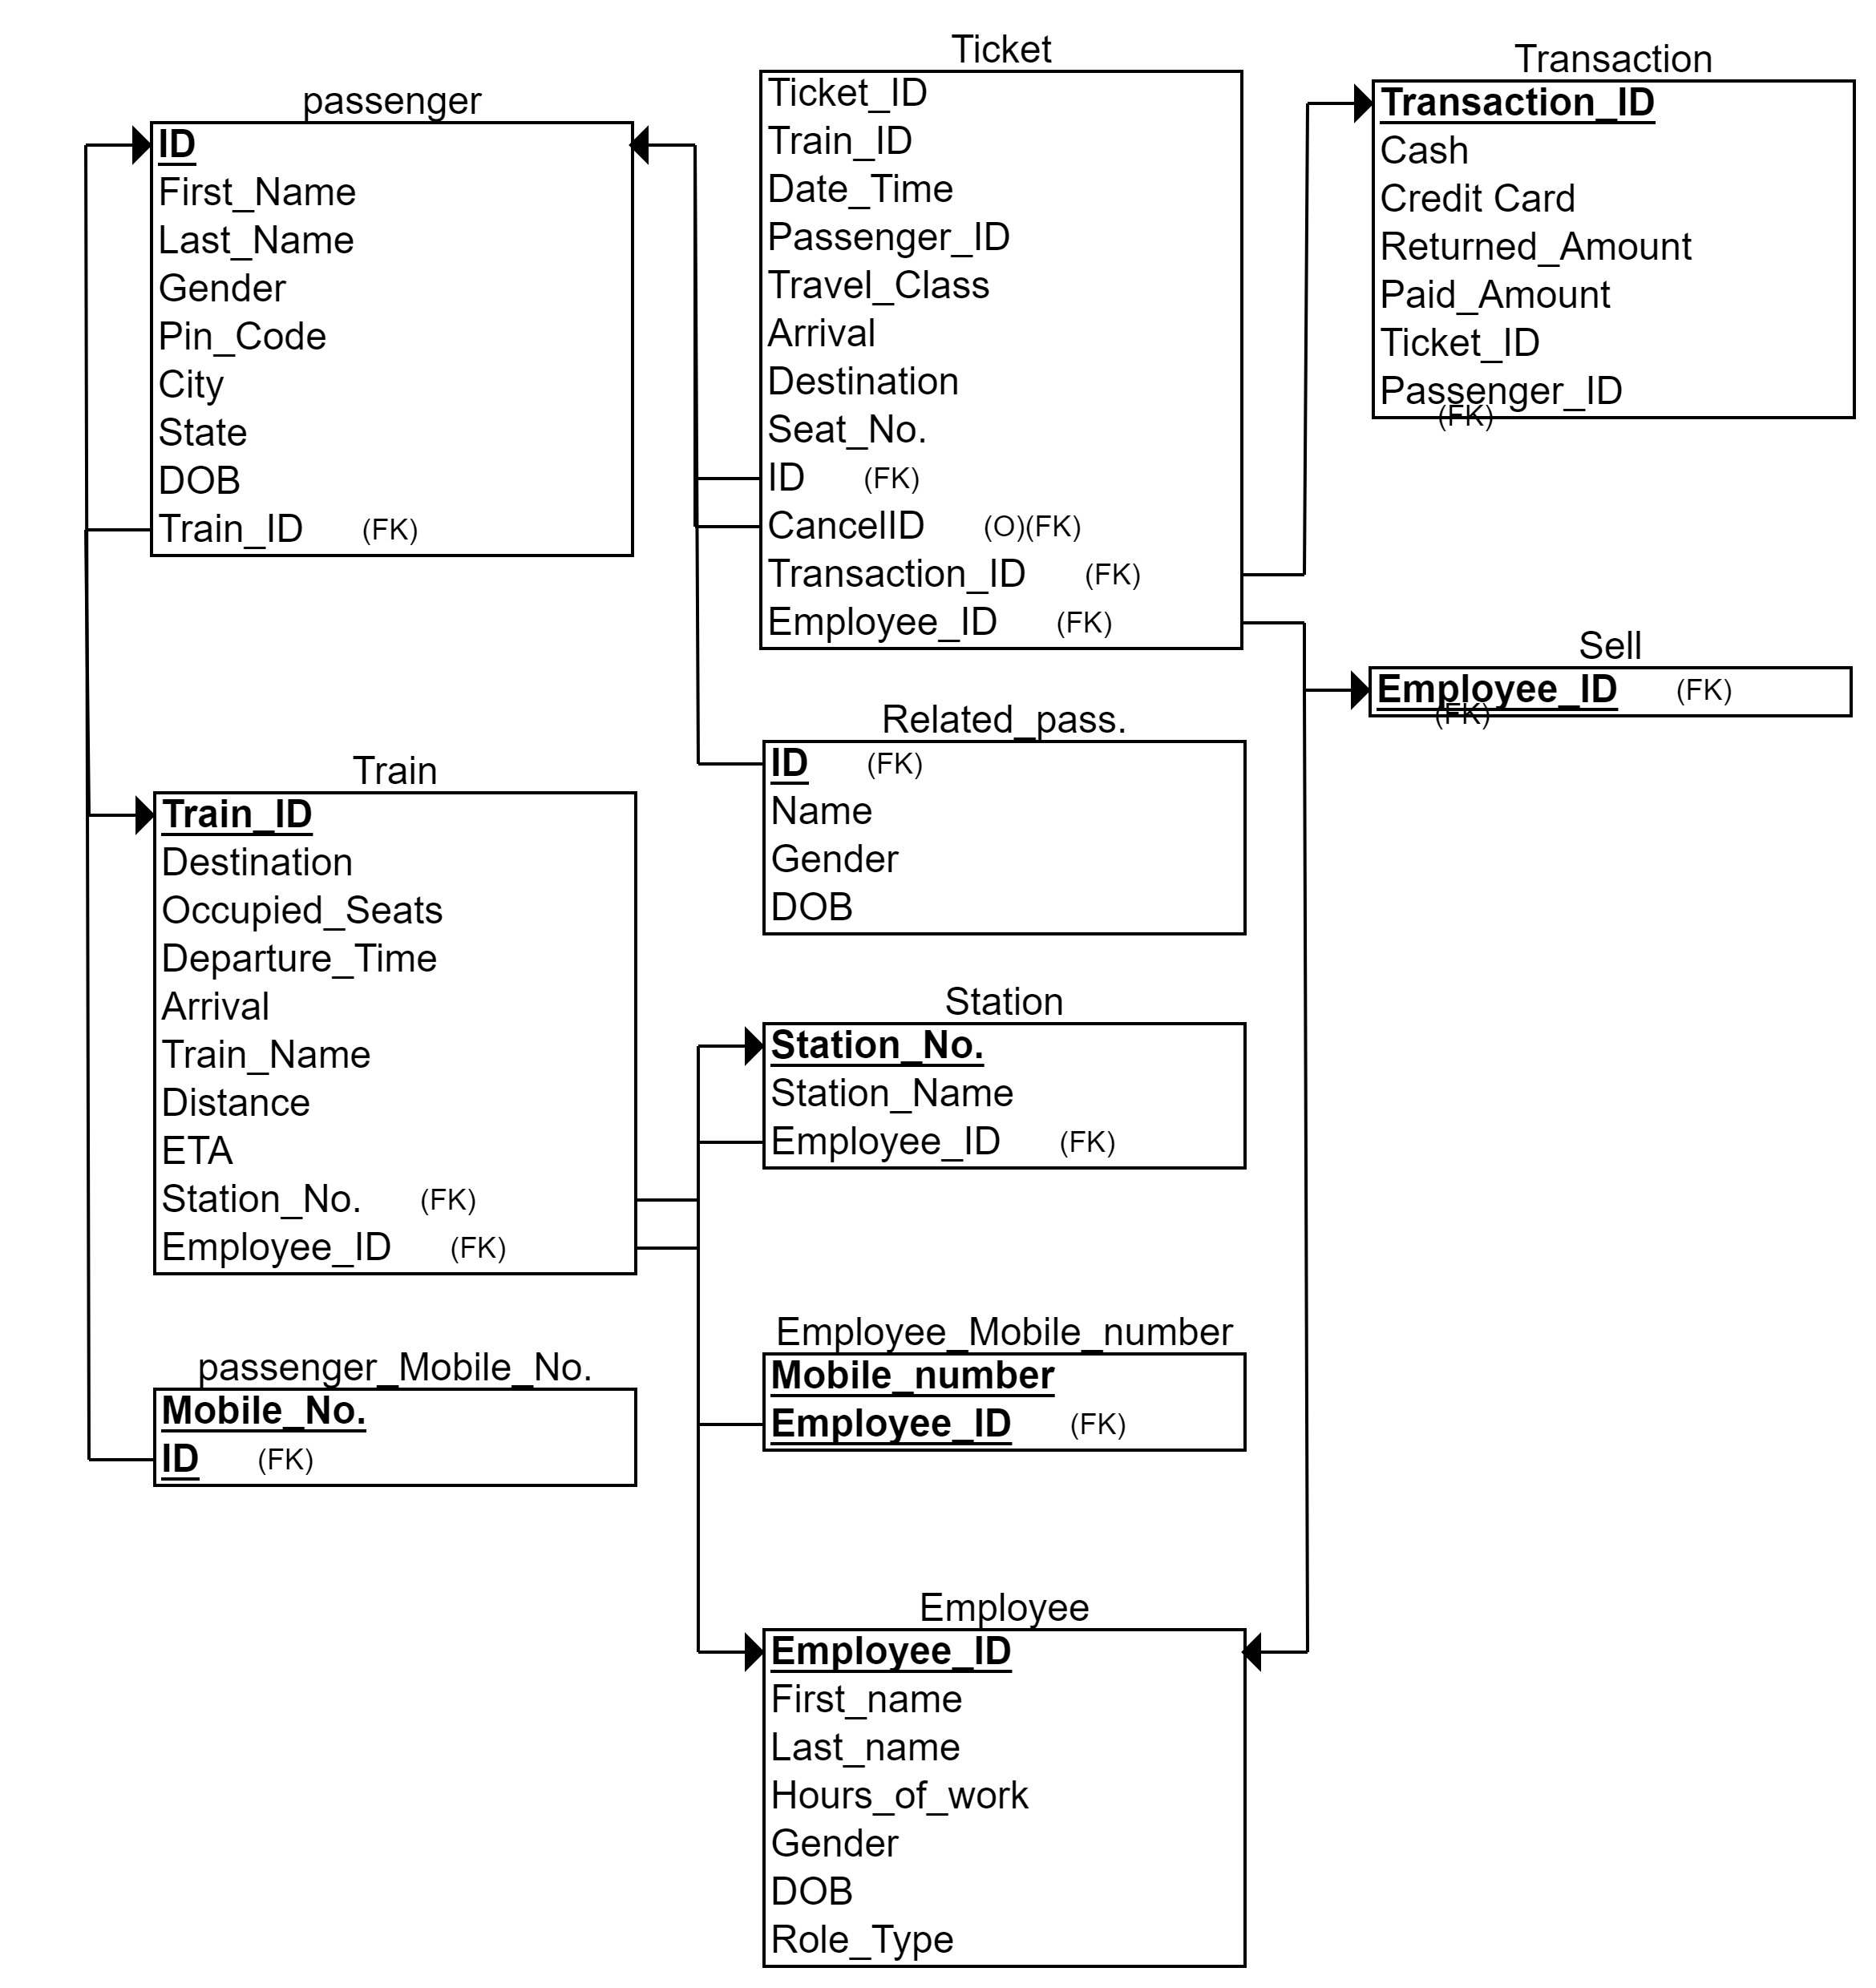 passenger
ID
First_Name
Last_Name
Gender
Pin_Code
City
State
DOB
Train_ID (FK)
Ticket
Ticket_ID
Train_ID
Date_Time
Passenger_ID
Travel_Class
Arrival
Destination
Seat_No.
ID (FK)
CancelID (O)(FK)
Transaction_ID (FK)
Employee_ID (FK)
Transaction
Transaction_ID
Cash
Credit Card
Returned_Amount
Paid_Amount
Ticket_ID
Passenger_ID
(FK)
Sell
Employee_ID (FK)
(FK)
Related_pass.
ID (FK)
Name
Gender
DOB
Train
Train_ID
Destination
Occupied_Seats
Departure_Time
Arrival
Train_Name
Distance
ETA
Station_No. (FK)
Employee_ID (FK)
Station
Station_No.
Station_Name
Employee_ID (FK)
passenger_Mobile_No.
Mobile_No.
ID (FK)
Employee_Mobile_number
Mobile_number
Employee_ID (FK)
Employee
Employee_ID
First_name
Last_name
Hours_of_work
Gender
DOB
Role_Type